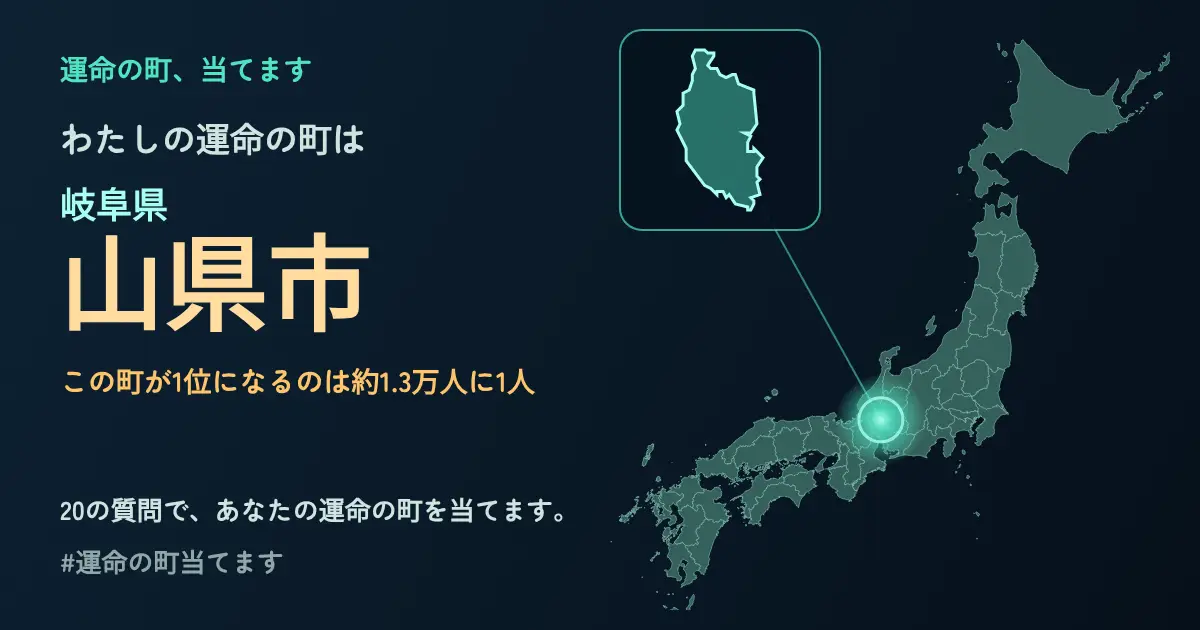 運命の町、当てます
わたしの運命の町は
岐阜県
山県市
この町が1位になるのは約1.3万人に1人
20の質問で、あなたの運命の町を当てます。
#運命の町当てます